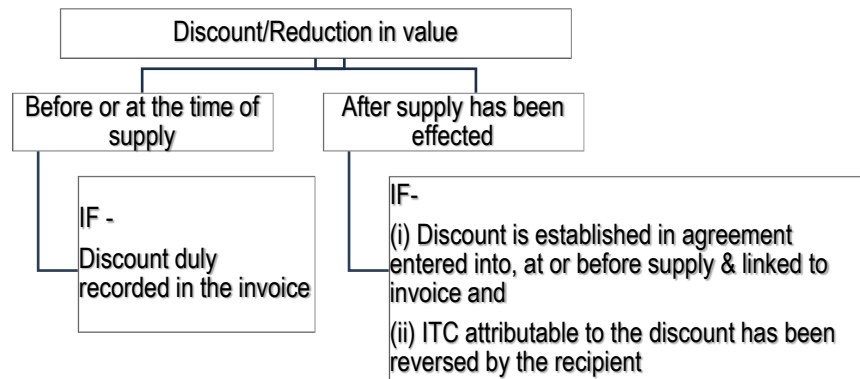 Discount/Reduction in value
Before or at the time of
supply
After supply has been
effected
IF -
Discount duly
recorded in the invoice
IF-
(i) Discount is established in agreement
entered into, at or before supply & linked to
invoice and
(ii) ITC attributable to the discount has been
reversed by the recipient